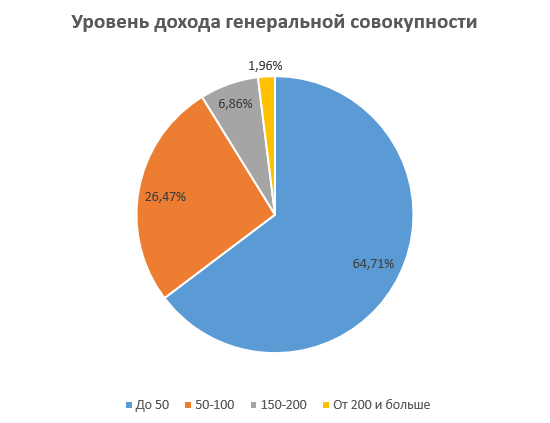 Уровень дохода генеральной совокупности
1,96%
6,86%
26,47%
64,71%
До 50 50-100 150-200 От 200 и больше